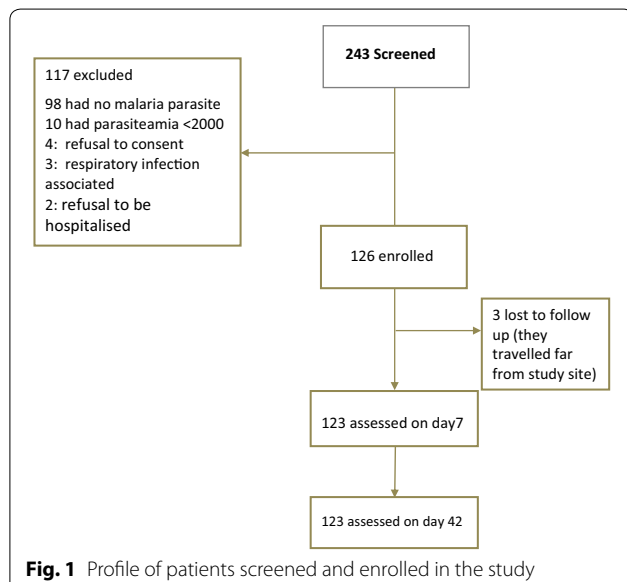 243 Screened
117 excluded
98 had no malaria parasite
10 had parasiteamia <2000
4: refusal to consent
3: respiratory infection
associated
2: refusal to be
hospitalised
126 enrolled
3 lost to follow
up (they
travelled far
from study site)
123 assessed on day7
123 assessed on day 42
Fig. 1 Profile of patients screened and enrolled in the study